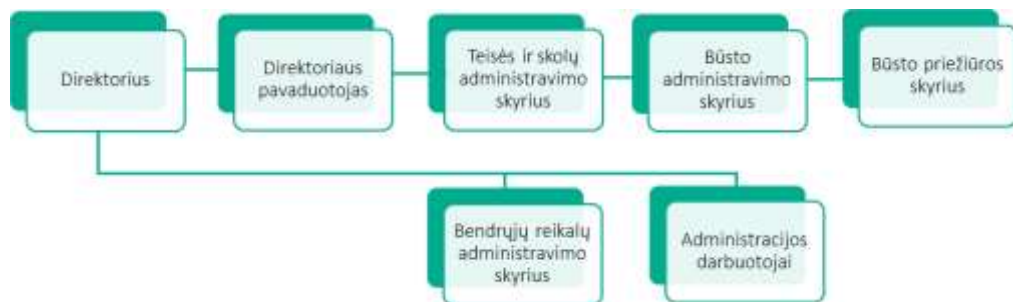 Direktorius
Direktoriaus
pavaduotojas
Teisės ir skolų
administravimo
skyrius
Būsto
administravimo
skyrius
Būsto priežiūros
skyrius
Bendrųjų reikalų
administravimo
skyrius
Administracijos
darbuotojai